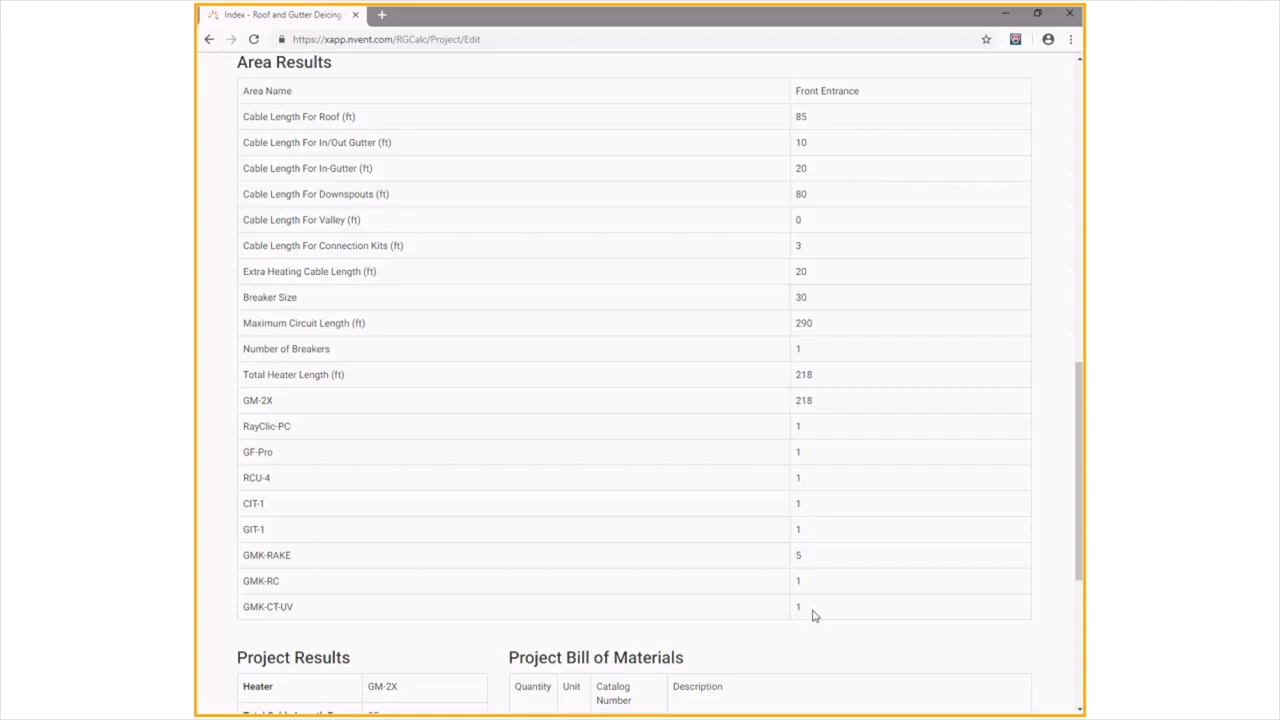 Index - Roof and Gutter Deicing
https://xapp.nvent.com/RGCalc/Project/Edit
Area Results
Area Name Front Entrance
Cable Length For Roof (ft) 85
Cable Length For In/Out Gutter (ft) 10
Cable Length For In-Gutter (ft) 20
Cable Length For Downspouts (ft) 80
Cable Length For Valley (ft) 0
Cable Length For Connection Kits (ft) 3
Extra Heating Cable Length (ft) 20
Breaker Size 30
Maximum Circuit Length (ft) 290
Number of Breakers 1
Total Heater Length (ft) 218
GM-2X 218
RayClic-PC 1
GF-Pro 1
RCU-4 1
CIT-1 1
GIT-1 1
GMK-RAKE 5
GMK-RC 1
GMK-CT-UV 1
Project Results Project Bill of Materials
Heater GM-2X
Quantity Unit Catalog Number Description